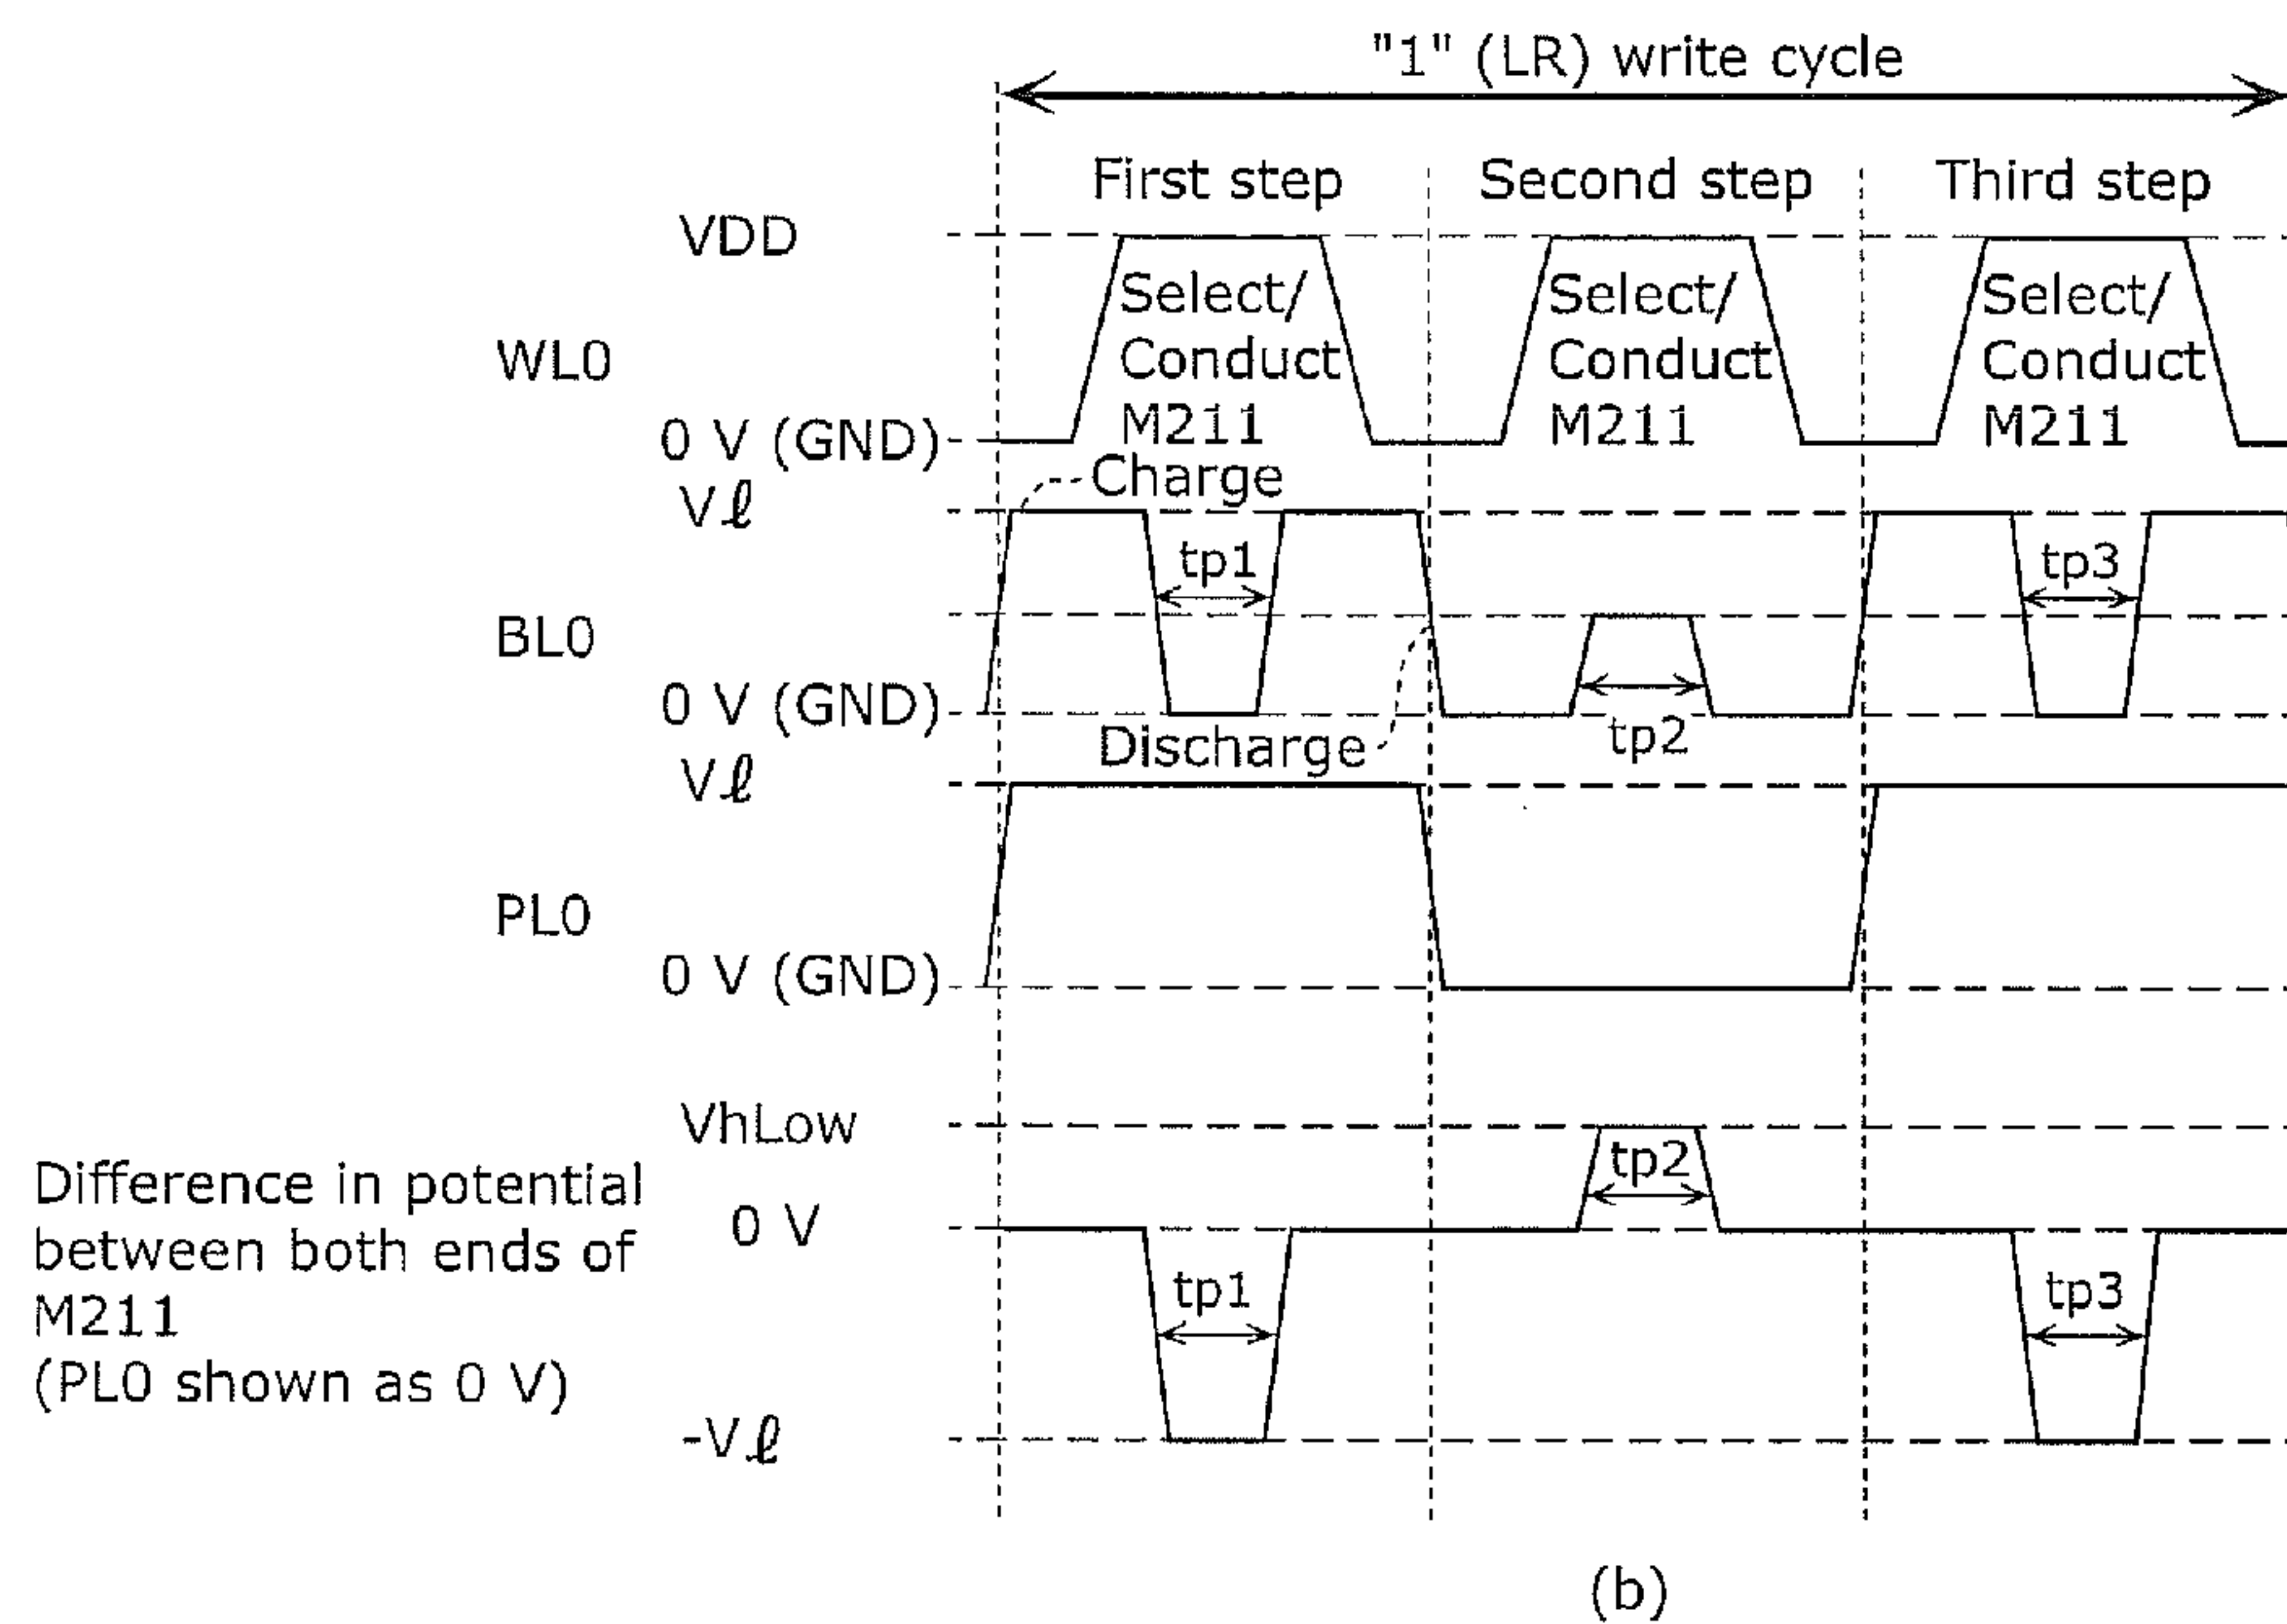 "1" (LR) write cycle
First step
Second step
Third step
VDD
Select/
Conduct
M211
Select/
Conduct
M211
Select/
Conduct
M211
WL0
0 V (GND)
Charge
Vℓ
tp1
tp3
BL0
0 V (GND)
tp2
Discharge
Vℓ
PL0
0 V (GND)
VhLow
tp2
Difference in potential
between both ends of
M211
(PL0 shown as 0 V)
0 V
tp1
tp3
-Vℓ
(b)